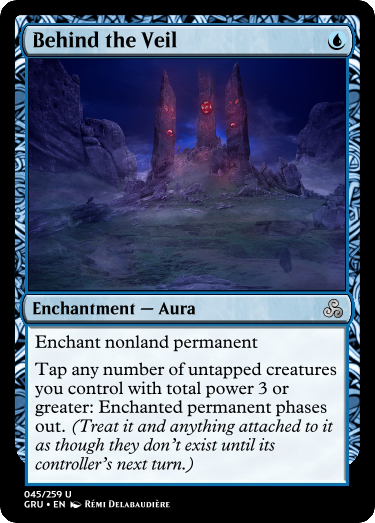 Behind the Veil
Enchantment — Aura
Enchant nonland permanent
Tap any number of untapped creatures
you control with total power 3 or
greater: Enchanted permanent phases
out. (Treat it and anything attached to it
as though they don't exist until its
controller's next turn.)
045/259 U
GRU • EN Rémi Delabaudière